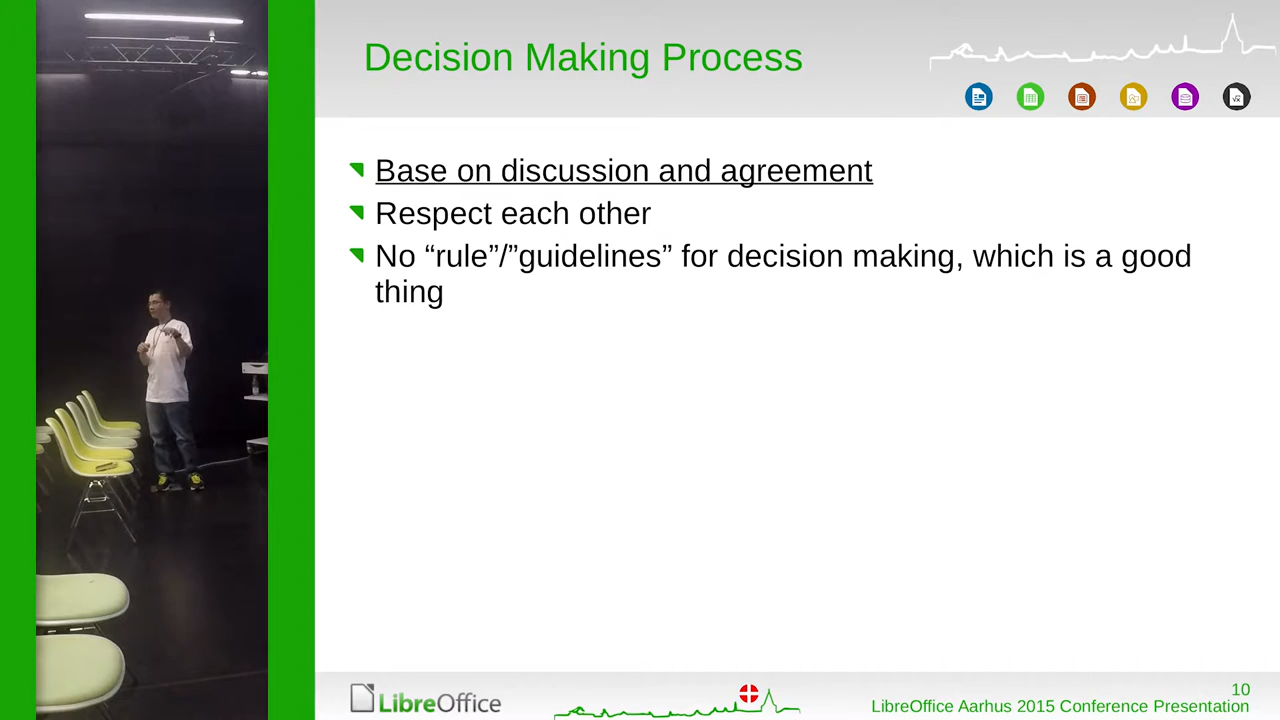 Decision Making Process
Base on discussion and agreement
Respect each other
No “rule”/”guidelines” for decision making, which is a good
thing
LibreOffice
10
LibreOffice Aarhus 2015 Conference Presentation